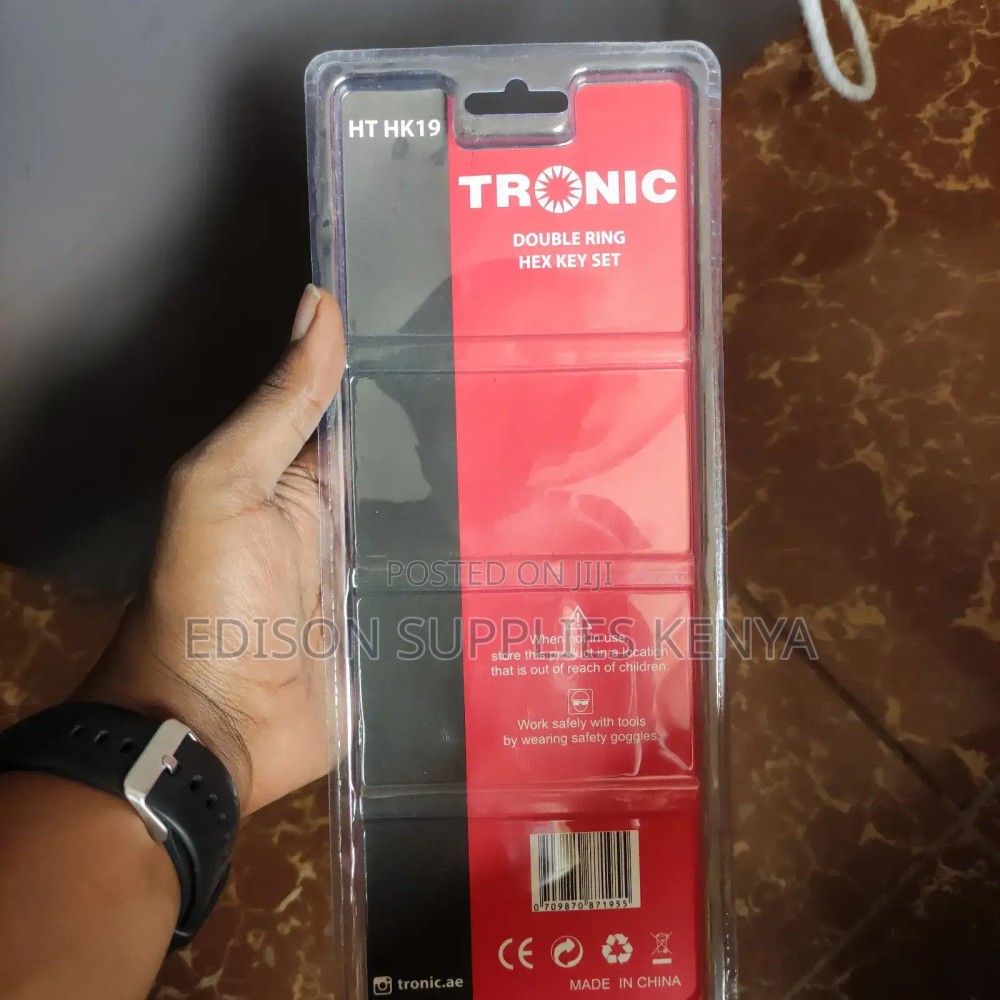 HT HK19
TRONIC
DOUBLE RING
HEX KEY SET
POSTED ON JIJI
EDISON SUPPLIES KENYA
When not in use,
store this product in a location
that is out of reach of children.
Work safely with tools
by wearing safety goggles.
0 709870 871955
CE
tronic.ae
MADE IN CHINA